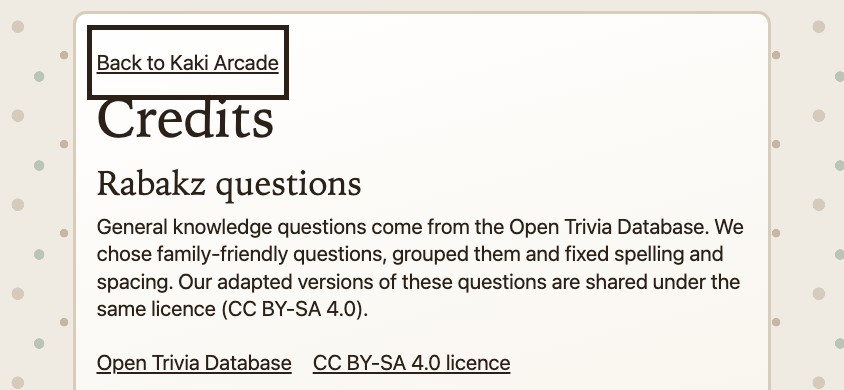 Back to Kaki Arcade
Credits
Rabakz questions
General knowledge questions come from the Open Trivia Database. We
chose family-friendly questions, grouped them and fixed spelling and
spacing. Our adapted versions of these questions are shared under the
same licence (CC BY-SA 4.0).
Open Trivia Database CC BY-SA 4.0 licence